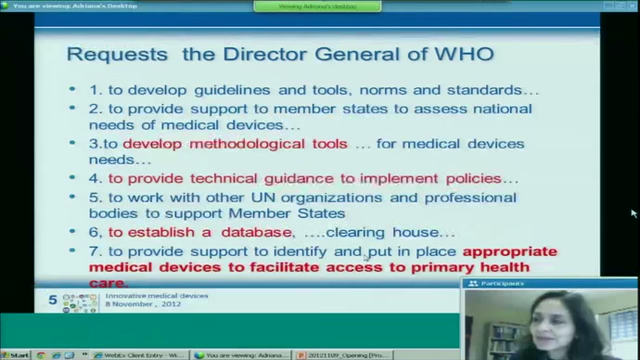 You are viewing: Adriana's Desktop
Viewing Adriana's desktop
Requests the Director General of WHO
• 1. to develop guidelines and tools, norms and standards…
• 2. to provide support to member states to assess national
needs of medical devices…
• 3.to develop methodological tools … for medical devices
needs…
• 4. to provide technical guidance to implement policies…
• 5. to work with other UN organizations and professional
bodies to support Member States
• 6, to establish a database, ….clearing house…
• 7. to provide support to identify and put in place appropriate
medical devices to facilitate access to primary health
care.
5
Innovative medical devices
8 November , 2012
Participants
Start
WebEx Client Entry - W...
You are viewing: Adriana...
20121109_Opening [Pro...